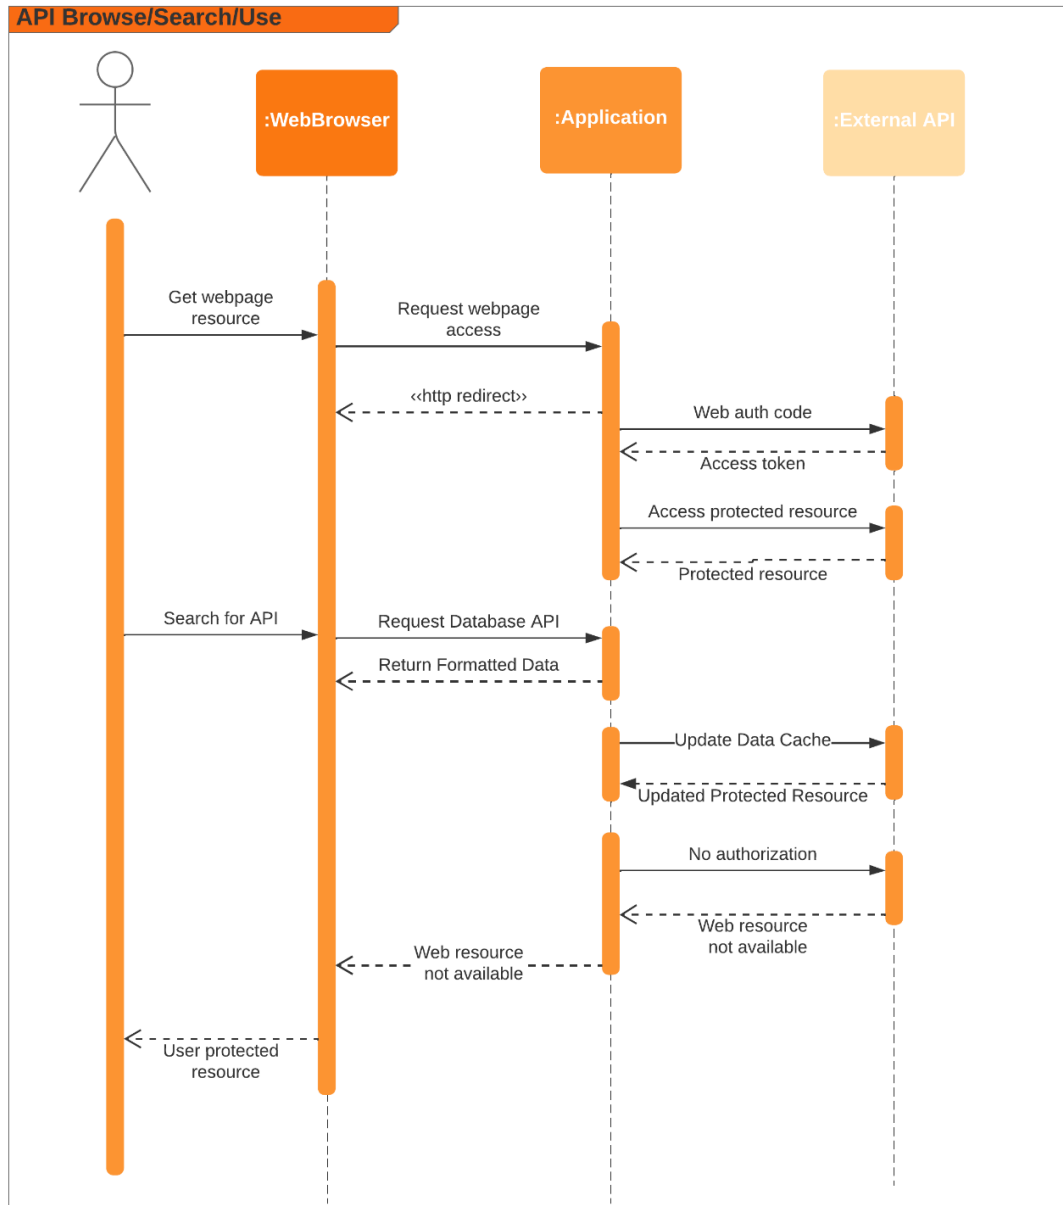 API Browse/Search/Use
:WebBrowser
:Application
:External API
Get webpage
resource
Request webpage
access
‹‹http redirect››
Web auth code
Access token
Access protected resource
Protected resource
Search for API
Request Database API
Return Formatted Data
Update Data Cache
Updated Protected Resource
No authorization
Web resource
not available
Web resource
not available
User protected
resource